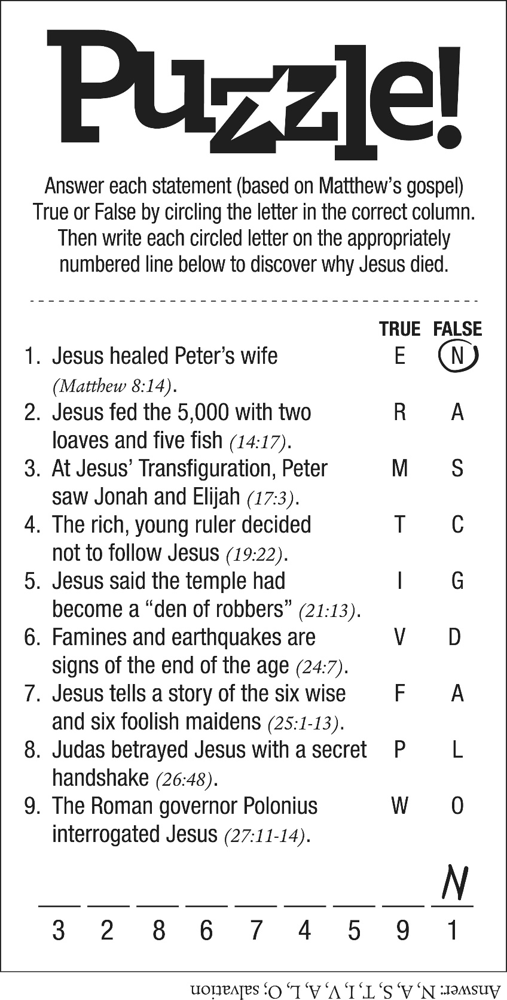 Puzzle!
Answer each statement (based on Matthew’s gospel)
True or False by circling the letter in the correct column.
Then write each circled letter on the appropriately
numbered line below to discover why Jesus died.
TRUE FALSE
1. Jesus healed Peter’s wife E N
(Matthew 8:14).
2. Jesus fed the 5,000 with two R A
loaves and five fish (14:17).
3. At Jesus’ Transfiguration, Peter M S
saw Jonah and Elijah (17:3).
4. The rich, young ruler decided T C
not to follow Jesus (19:22).
5. Jesus said the temple had I G
become a “den of robbers” (21:13).
6. Famines and earthquakes are V D
signs of the end of the age (24:7).
7. Jesus tells a story of the six wise F A
and six foolish maidens (25:1-13).
8. Judas betrayed Jesus with a secret P L
handshake (26:48).
9. The Roman governor Polonius W O
interrogated Jesus (27:11-14).
N
3 2 8 6 7 4 5 9 1
Answer: N, A, S, T, I, V, A, L, O; salvation